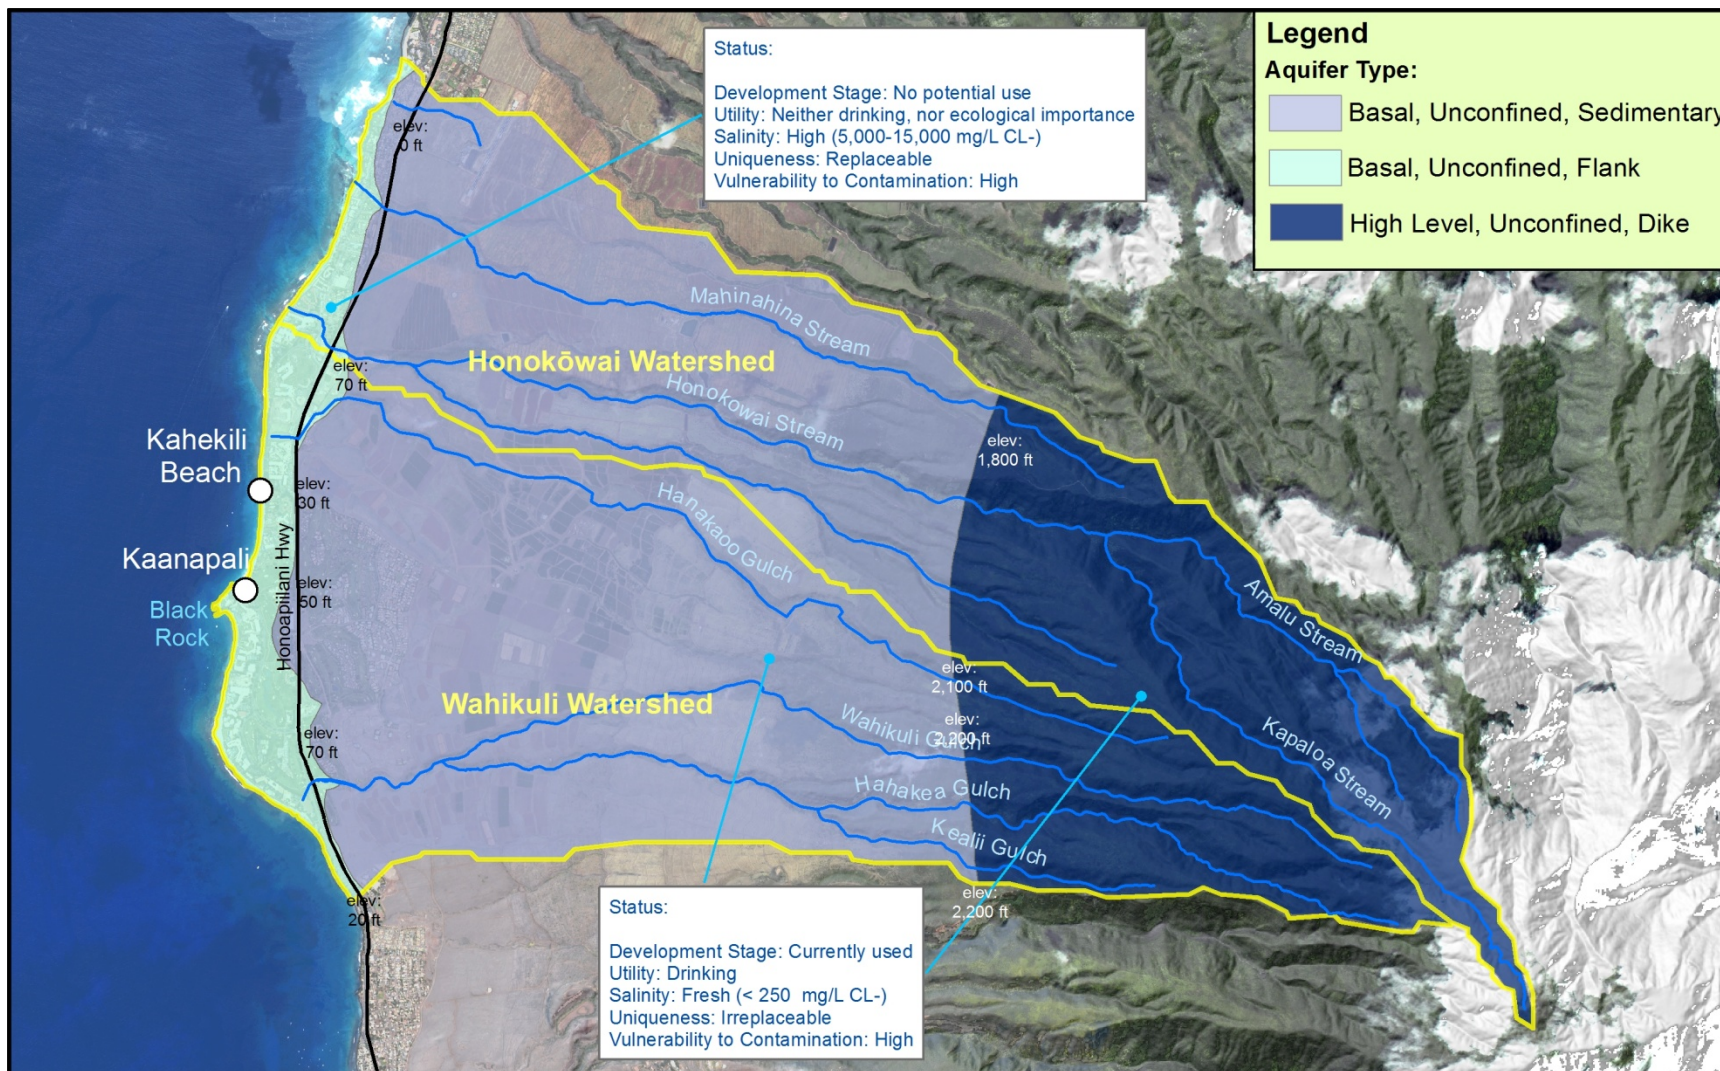 Legend
Aquifer Type:
Basal, Unconfined, Sedimentary
Basal, Unconfined, Flank
High Level, Unconfined, Dike
Status:
Development Stage: No potential use
Utility: Neither drinking, nor ecological importance
Salinity: High (5,000-15,000 mg/L CL-)
Uniqueness: Replaceable
Vulnerability to Contamination: High
elev:
0 ft
Mahinahina Stream
Honokōwai Watershed
elev:
70 ft
Honokowai Stream
Kahekili
Beach
elev:
1,800 ft
elev:
30 ft
Hanakaoo Gulch
Honoapiilani Hwy
Kaanapali
elev:
50 ft
Black
Rock
Amalu Stream
elev:
2,100 ft
Wahikuli Watershed
Wahikuli Gulch
elev:
2,200 ft
Kapaloa Stream
elev:
70 ft
Hahakea Gulch
Kealii Gulch
elev:
20 ft
elev:
2,200 ft
Status:
Development Stage: Currently used
Utility: Drinking
Salinity: Fresh (< 250 mg/L CL-)
Uniqueness: Irreplaceable
Vulnerability to Contamination: High